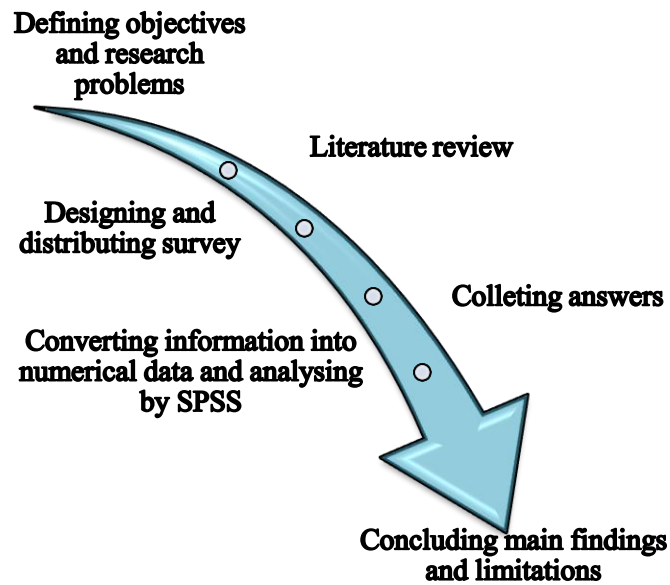 Defining objectives
and research
problems
Literature review
Designing and
distributing survey
Colleting answers
Converting information into
numerical data and analysing
by SPSS
Concluding main findings
and limitations